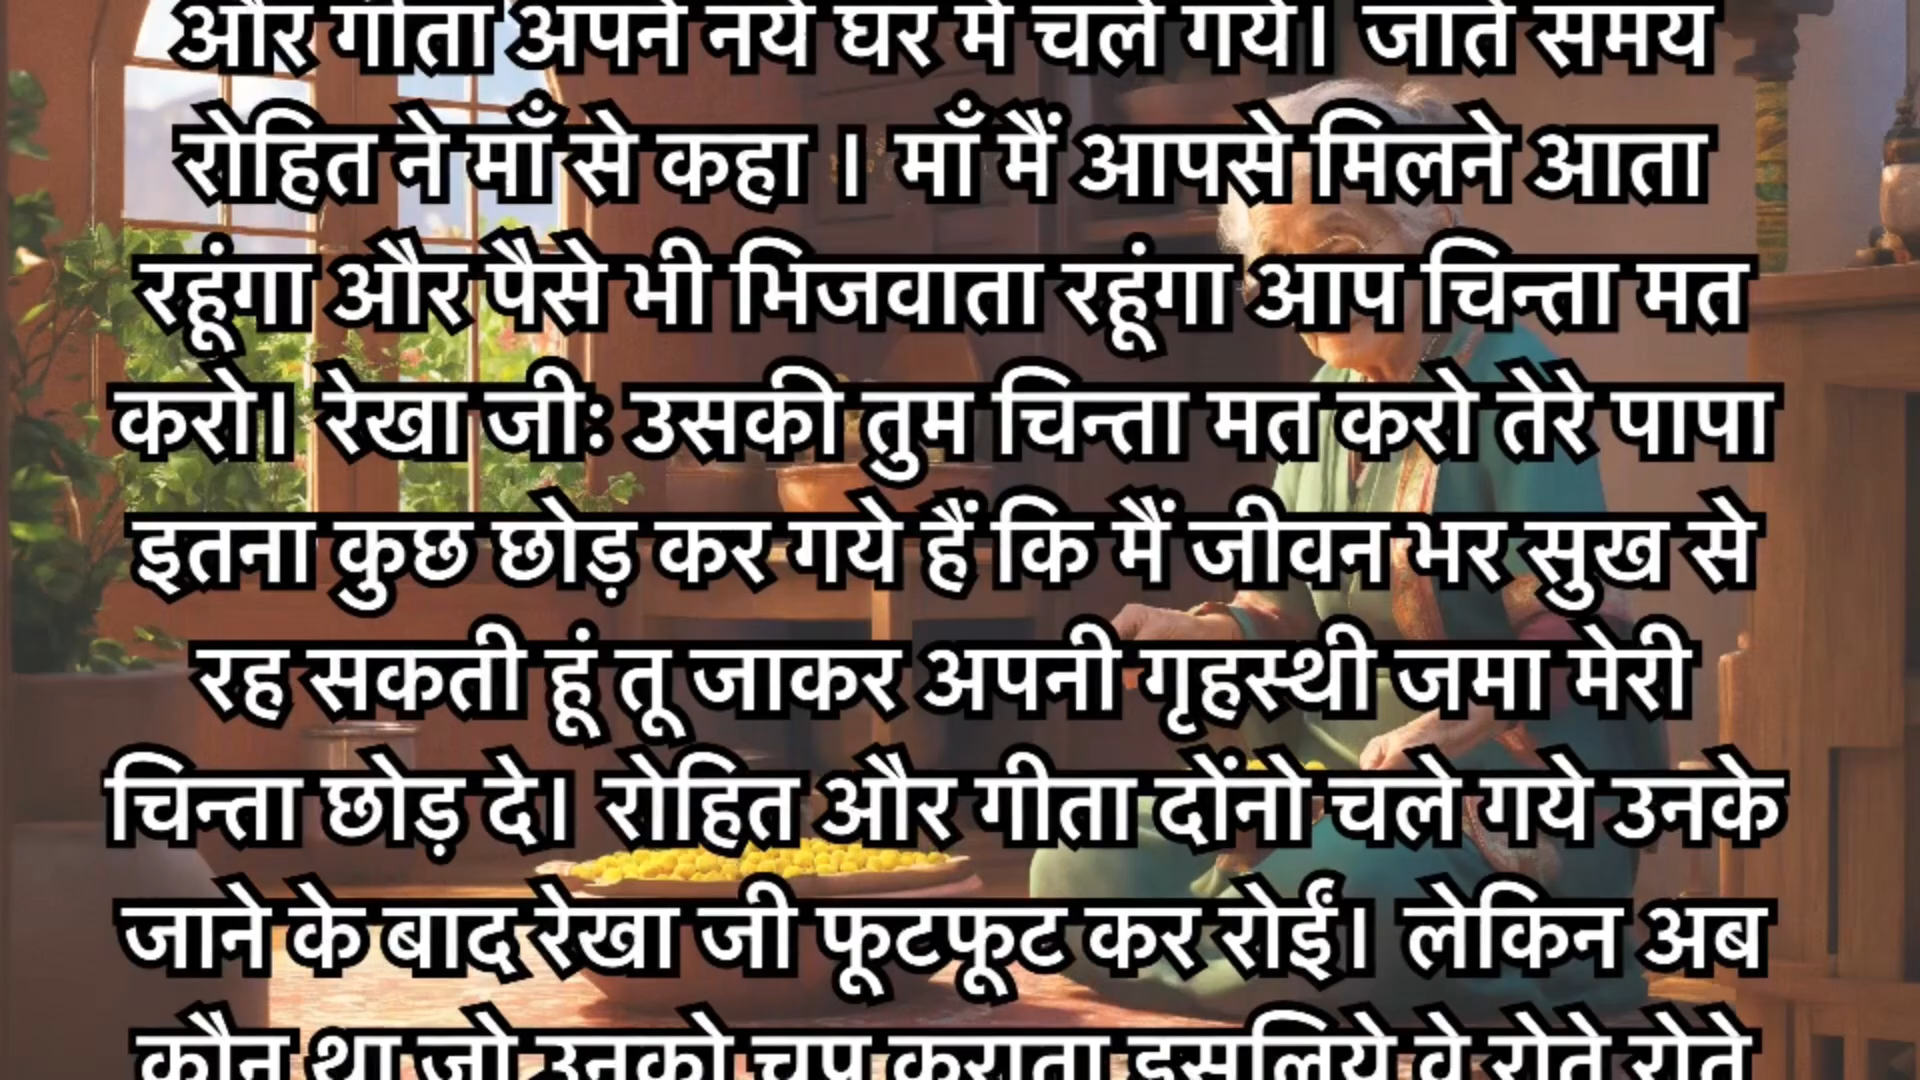 और गीता अपने नये घर में चले गये। जाते समय
रोहित ने माँ से कहा । माँ मैं आपसे मिलने आता
रहूंगा और पैसे भी भिजवाता रहूंगा आप चिन्ता मत
करो। रेखा जीः उसकी तुम चिन्ता मत करो तेरे पापा
इतना कुछ छोड़ कर गये हैं कि मैं जीवन भर सुख से
रह सकती हूं तू जाकर अपनी गृहस्थी जमा मेरी
चिन्ता छोड़ दे। रोहित और गीता दोंनो चले गये उनके
जाने के बाद रेखा जी फूटफूट कर रोईं। लेकिन अब
कौन था जो उनको चुप कराता इसलिये वे रोते रोते